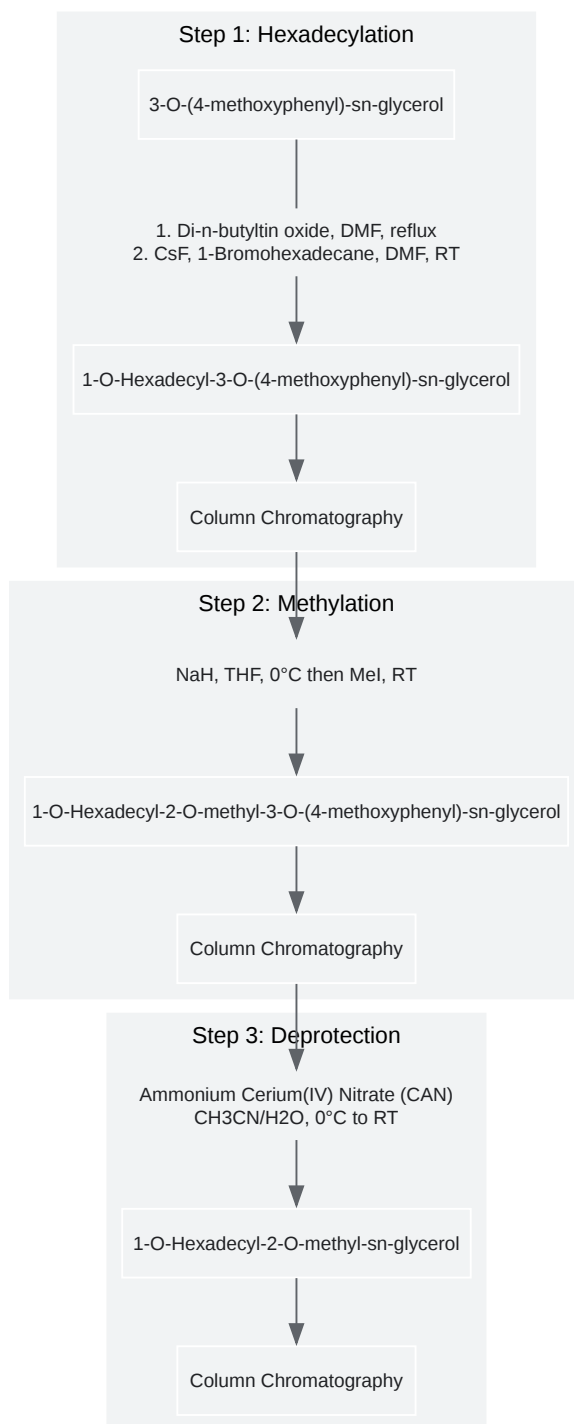 Step 1: Hexadecylation
3-O-(4-methoxyphenyl)-sn-glycerol
1. Di-n-butyltin oxide, DMF, reflux
2. CsF, 1-Bromohexadecane, DMF, RT
1-O-Hexadecyl-3-O-(4-methoxyphenyl)-sn-glycerol
Column Chromatography
Step 2: Methylation
NaH, THF, 0°C then MeI, RT
1-O-Hexadecyl-2-O-methyl-3-O-(4-methoxyphenyl)-sn-glycerol
Column Chromatography
Step 3: Deprotection
Ammonium Cerium(IV) Nitrate (CAN)
CH3CN/H2O, 0°C to RT
1-O-Hexadecyl-2-O-methyl-sn-glycerol
Column Chromatography